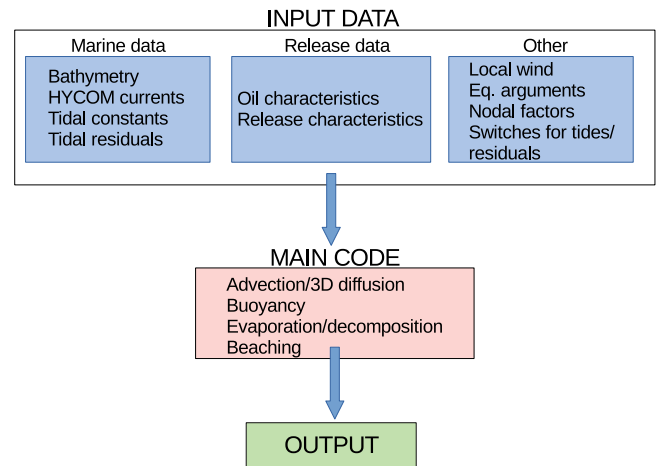 INPUT DATA
Marine data
Bathymetry
HYCOM currents
Tidal constants
Tidal residuals
Release data
Oil characteristics
Release characteristics
Other
Local wind
Eq. arguments
Nodal factors
Switches for tides/
residuals
MAIN CODE
Advection/3D diffusion
Buoyancy
Evaporation/decomposition
Beaching
OUTPUT